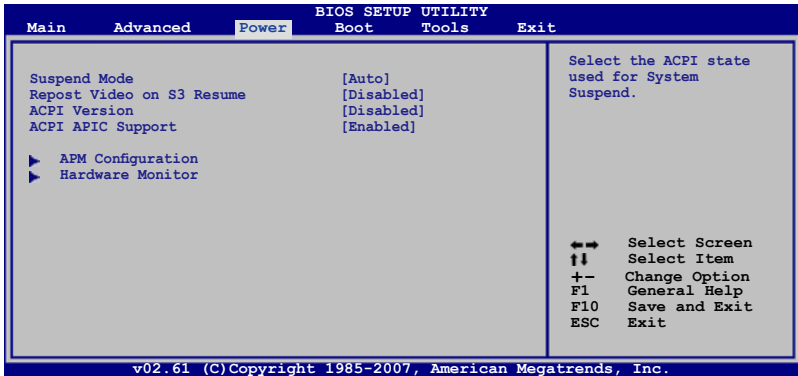 BIOS SETUP UTILITY
Main Advanced Power Boot Tools Exit
Suspend Mode [Auto]
Repost Video on S3 Resume [Disabled]
ACPI Version [Disabled]
ACPI APIC Support [Enabled]
APM Configuration
Hardware Monitor
Select the ACPI state
used for System
Suspend.
←→ Select Screen
↑↓ Select Item
+- Change Option
F1 General Help
F10 Save and Exit
ESC Exit
v02.61 (C)Copyright 1985-2007, American Megatrends, Inc.